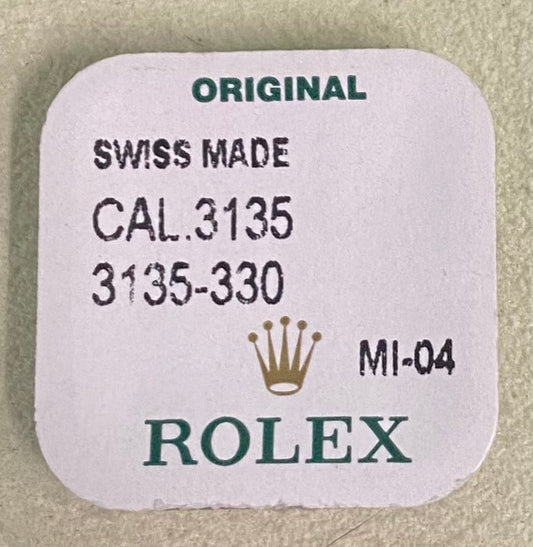 ORIGINAL
SWISS MADE
CAL.3135
3135-330
MI-04
ROLEX